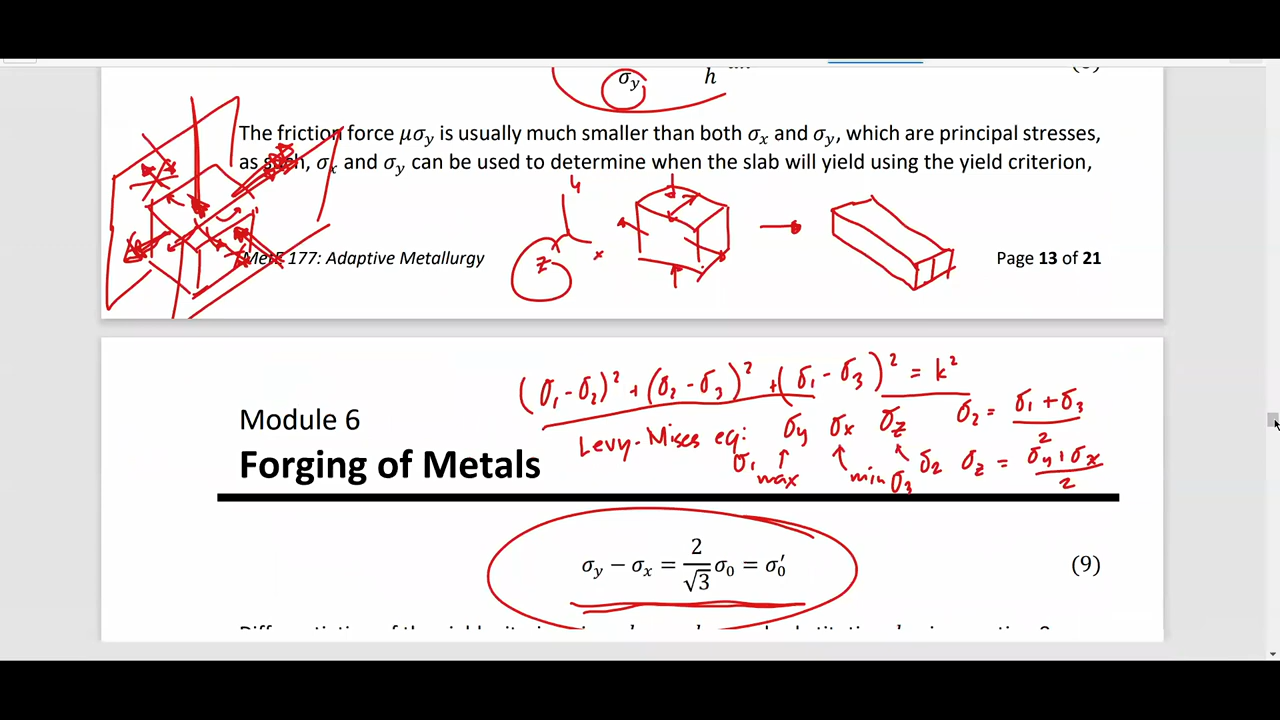 σy h
The friction force μσy is usually much smaller than both σx and σy, which are principal stresses,
as such, σx and σy can be used to determine when the slab will yield using the yield criterion,
y
x
z
MetE 177: Adaptive Metallurgy Page 13 of 21
(σ1 - σ2)² + (σ2 - σ3)² + (σ1 - σ3)² = k²
Module 6
Forging of Metals
Levy-Mises eq: σy σx σz
σ1 max min σ3 σ2
σ2 = (σ1 + σ3)/2
σz = (σy + σx)/2
σy − σx = 2/√3 σ0 = σ0′ (9)